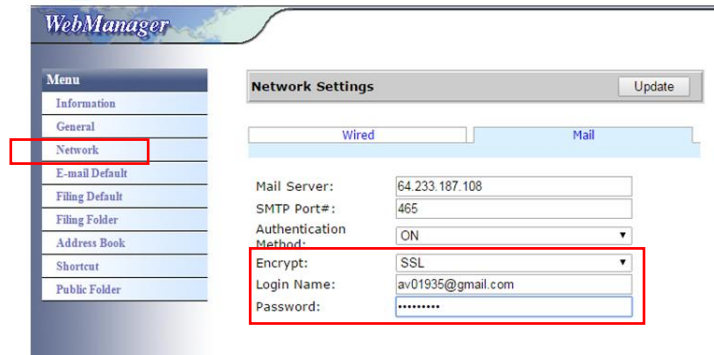 WebManager
Menu
Information
General
Network
E-mail Default
Filing Default
Filing Folder
Address Book
Shortcut
Public Folder
Network Settings Update
Wired Mail
Mail Server: 64.233.187.108
SMTP Port#: 465
Authentication
Method: ON
Encrypt: SSL
Login Name: av01935@gmail.com
Password: •••••••••